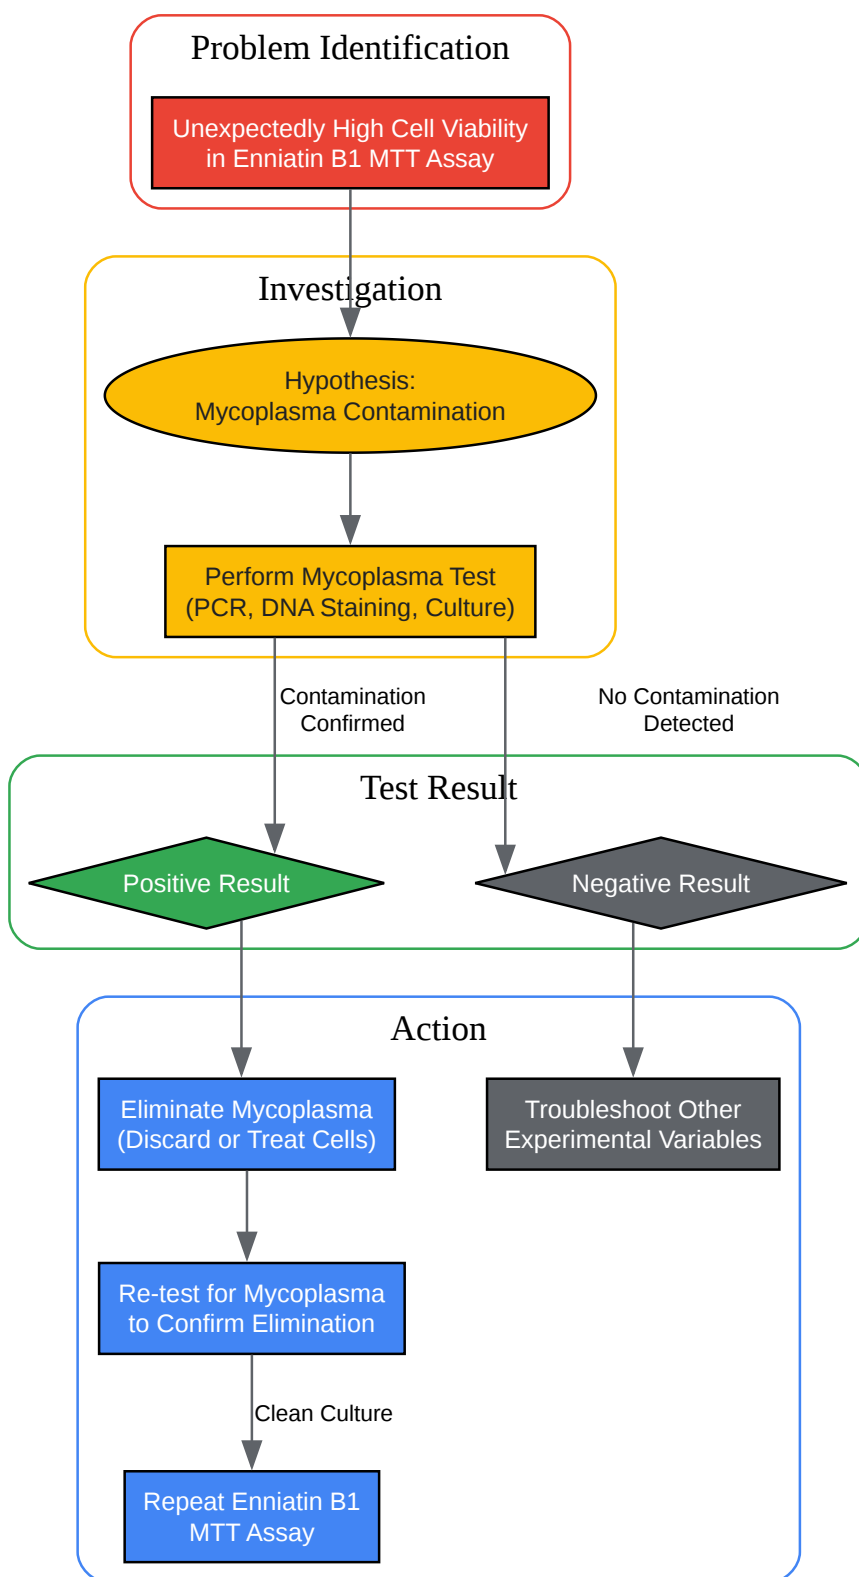 Problem Identification
Unexpectedly High Cell Viability
in Enniatin B1 MTT Assay
Investigation
Hypothesis:
Mycoplasma Contamination
Perform Mycoplasma Test
(PCR, DNA Staining, Culture)
Contamination
Confirmed
No Contamination
Detected
Test Result
Positive Result
Negative Result
Action
Eliminate Mycoplasma
(Discard or Treat Cells)
Troubleshoot Other
Experimental Variables
Re-test for Mycoplasma
to Confirm Elimination
Clean Culture
Repeat Enniatin B1
MTT Assay